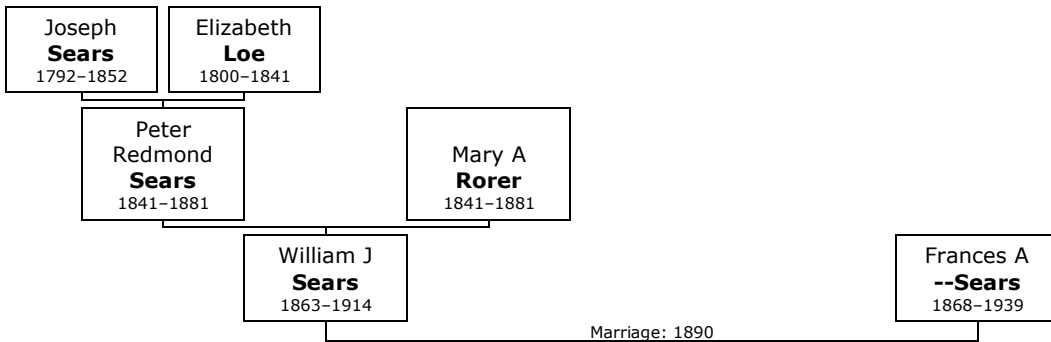 Joseph
Sears
1792–1852
Elizabeth
Loe
1800–1841
Peter
Redmond
Sears
1841–1881
Mary A
Rorer
1841–1881
William J
Sears
1863–1914
Frances A
--Sears
1868–1939
Marriage: 1890